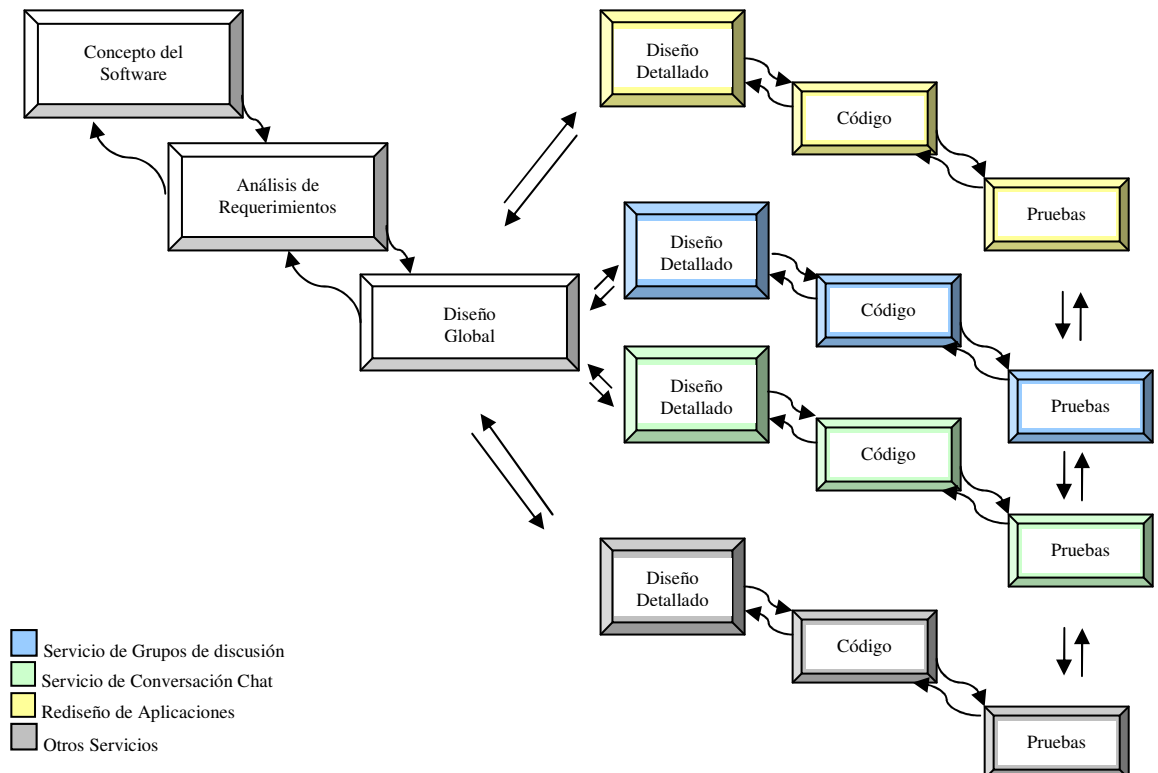 Concepto del
Software
Análisis de
Requerimientos
Diseño
Global
Diseño
Detallado
Código
Pruebas
Diseño
Detallado
Código
Pruebas
Diseño
Detallado
Código
Pruebas
Diseño
Detallado
Código
Pruebas
Servicio de Grupos de discusión
Servicio de Conversación Chat
Rediseño de Aplicaciones
Otros Servicios